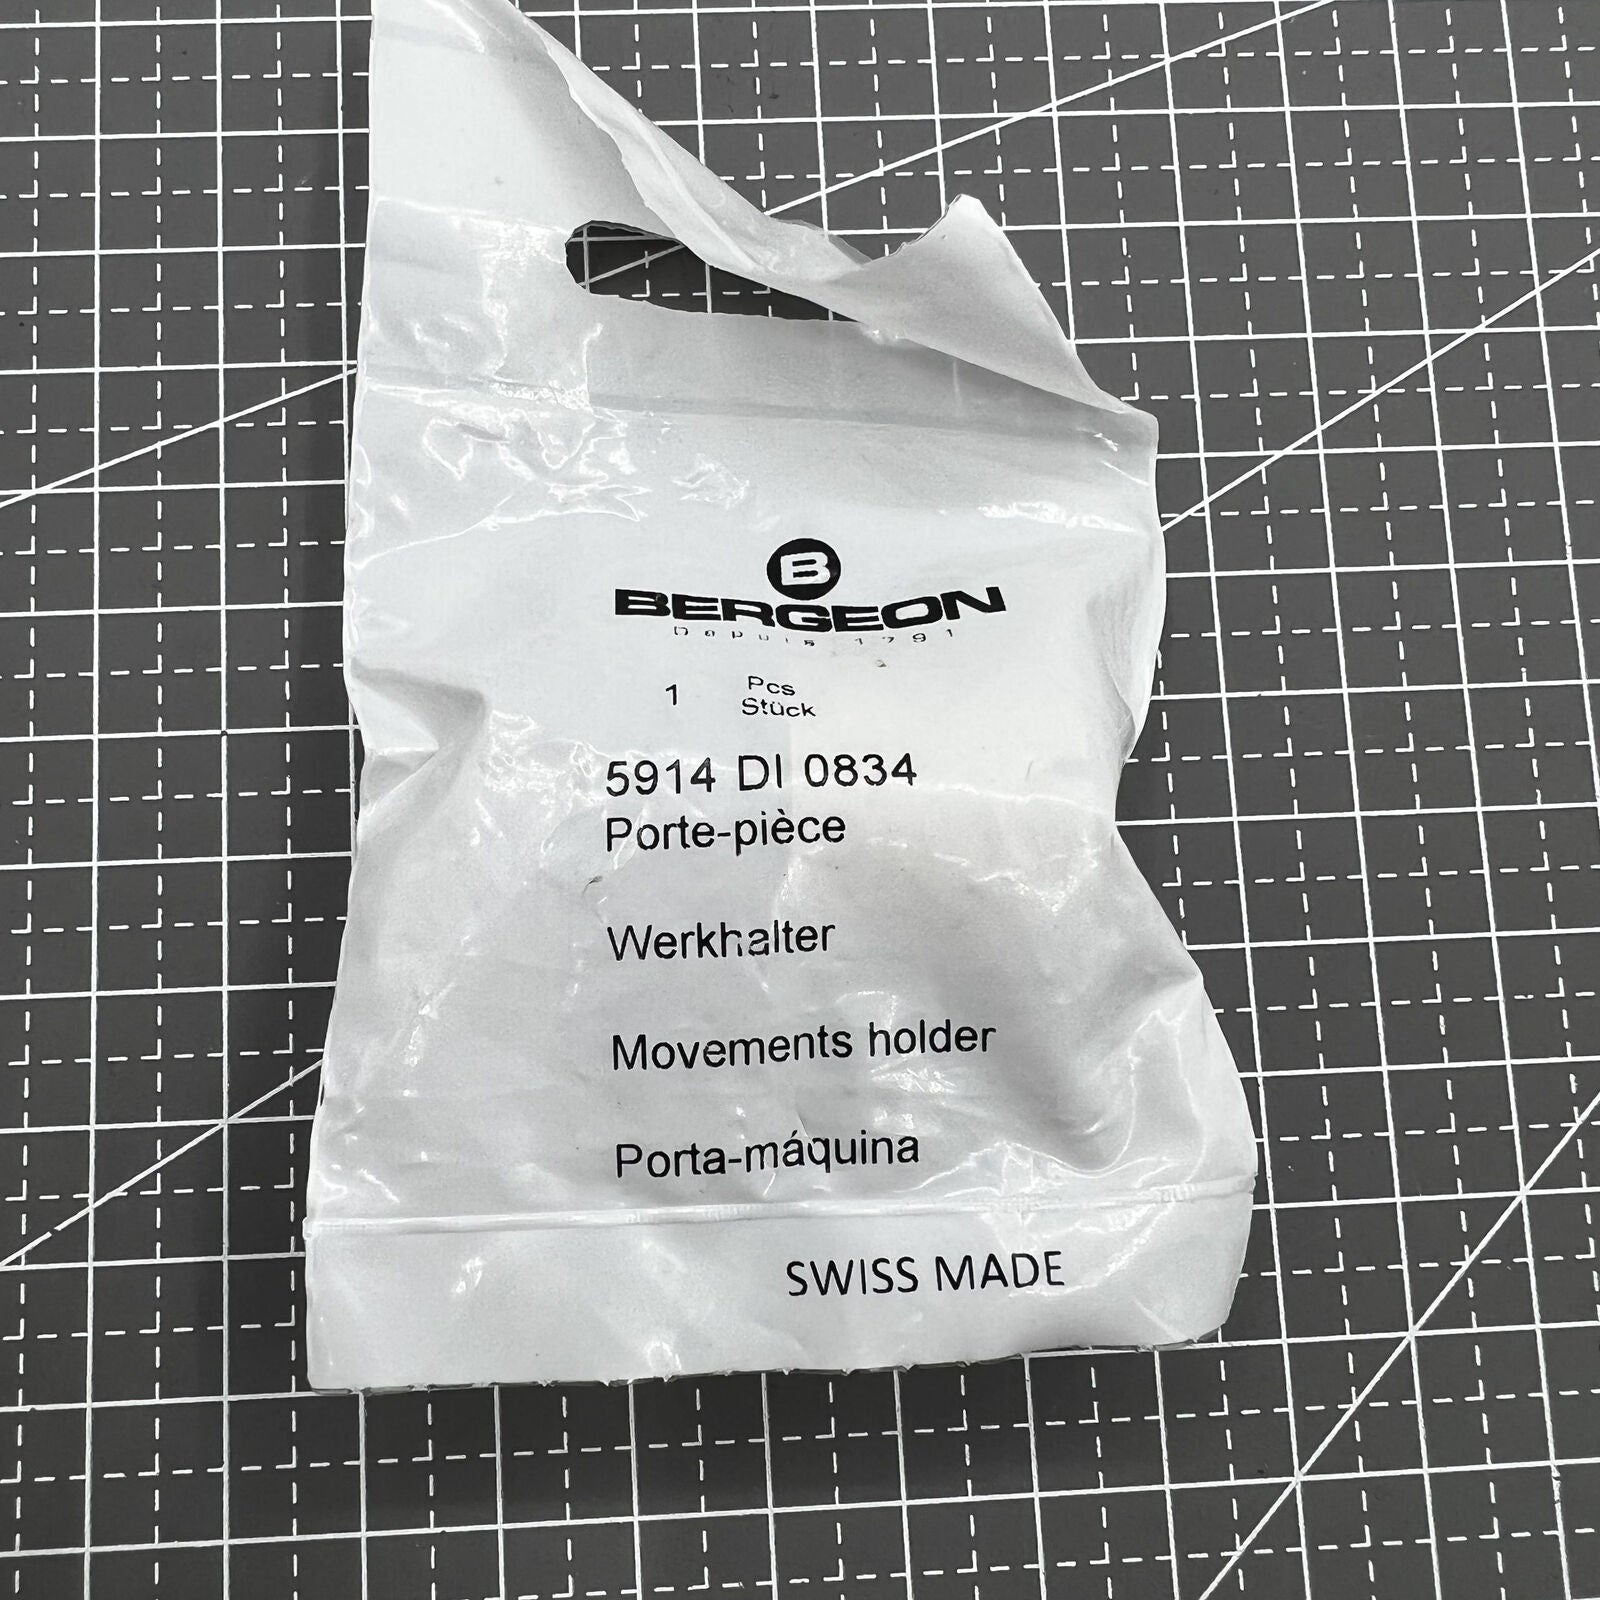 B
BERGEON
Depuis 1791
1 Pcs
Stück
5914 DI 0834
Porte-pièce
Werkhalter
Movements holder
Porta-máquina
SWISS MADE